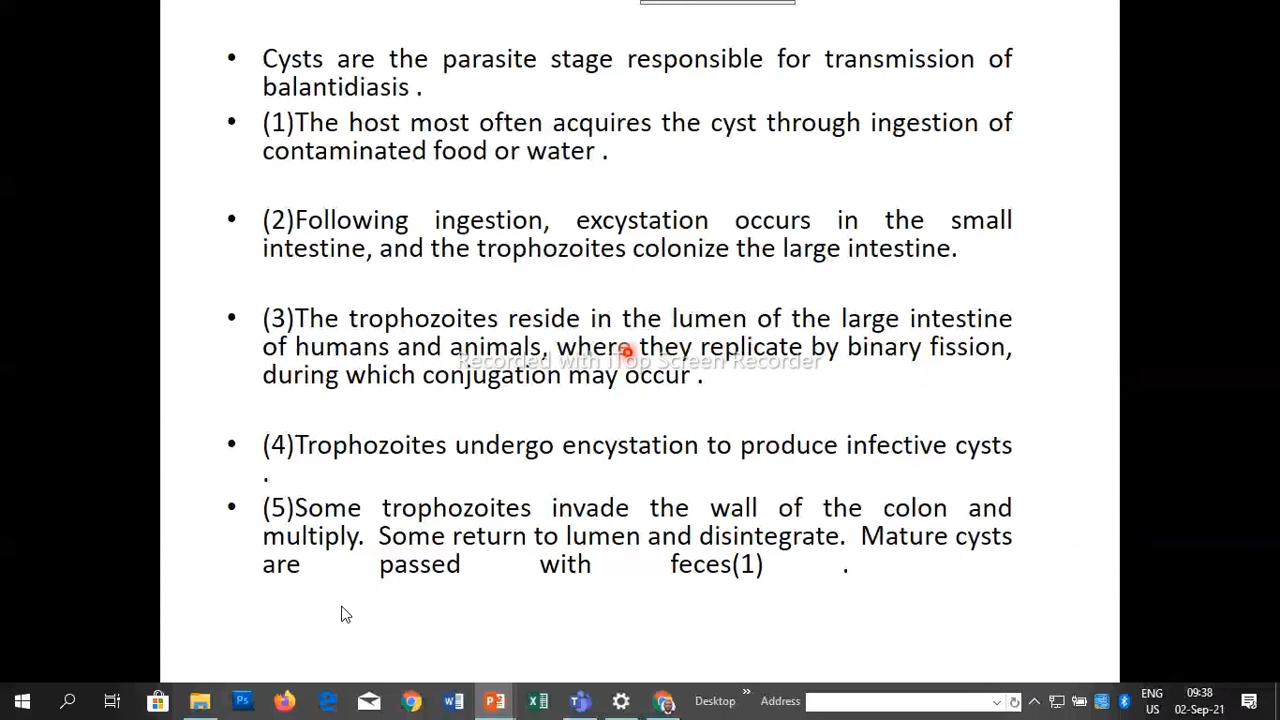 • Cysts are the parasite stage responsible for transmission of
balantidiasis .
• (1)The host most often acquires the cyst through ingestion of
contaminated food or water .
• (2)Following ingestion, excystation occurs in the small
intestine, and the trophozoites colonize the large intestine.
• (3)The trophozoites reside in the lumen of the large intestine
of humans and animals, where they replicate by binary fission,
Recorded with iTop Screen Recorder
during which conjugation may occur .
• (4)Trophozoites undergo encystation to produce infective cysts
.
• (5)Some trophozoites invade the wall of the colon and
multiply. Some return to lumen and disintegrate. Mature cysts
are passed with feces(1) .
Desktop » Address ENG US 09:38 02-Sep-21